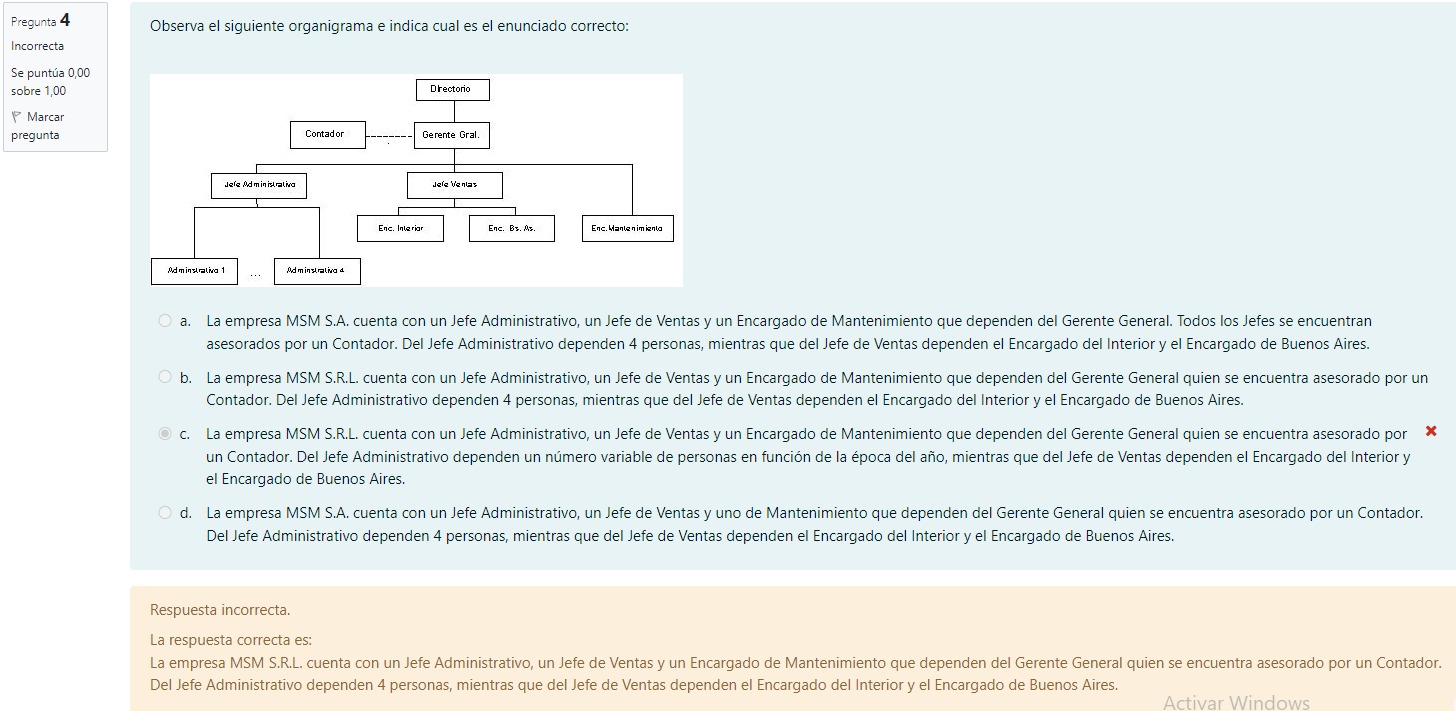 Pregunta 4
Incorrecta
Se puntúa 0,00
sobre 1,00
Marcar
pregunta
Observa el siguiente organigrama e indica cual es el enunciado correcto:
Directorio
Contador
Gerente Gral.
Jefe Administrativo
Jefe Ventas
Enc. Interior
Enc. Bs. As.
Enc. Mantenimiento
Adminstrativo 1
...
Adminstrativo 4
a. La empresa MSM S.A. cuenta con un Jefe Administrativo, un Jefe de Ventas y un Encargado de Mantenimiento que dependen del Gerente General. Todos los Jefes se encuentran
asesorados por un Contador. Del Jefe Administrativo dependen 4 personas, mientras que del Jefe de Ventas dependen el Encargado del Interior y el Encargado de Buenos Aires.
b. La empresa MSM S.R.L. cuenta con un Jefe Administrativo, un Jefe de Ventas y un Encargado de Mantenimiento que dependen del Gerente General quien se encuentra asesorado por un
Contador. Del Jefe Administrativo dependen 4 personas, mientras que del Jefe de Ventas dependen el Encargado del Interior y el Encargado de Buenos Aires.
c. La empresa MSM S.R.L. cuenta con un Jefe Administrativo, un Jefe de Ventas y un Encargado de Mantenimiento que dependen del Gerente General quien se encuentra asesorado por
un Contador. Del Jefe Administrativo dependen un número variable de personas en función de la época del año, mientras que del Jefe de Ventas dependen el Encargado del Interior y
el Encargado de Buenos Aires.
d. La empresa MSM S.A. cuenta con un Jefe Administrativo, un Jefe de Ventas y uno de Mantenimiento que dependen del Gerente General quien se encuentra asesorado por un Contador.
Del Jefe Administrativo dependen 4 personas, mientras que del Jefe de Ventas dependen el Encargado del Interior y el Encargado de Buenos Aires.
Respuesta incorrecta.
La respuesta correcta es:
La empresa MSM S.R.L. cuenta con un Jefe Administrativo, un Jefe de Ventas y un Encargado de Mantenimiento que dependen del Gerente General quien se encuentra asesorado por un Contador.
Del Jefe Administrativo dependen 4 personas, mientras que del Jefe de Ventas dependen el Encargado del Interior y el Encargado de Buenos Aires.
Activar Windows